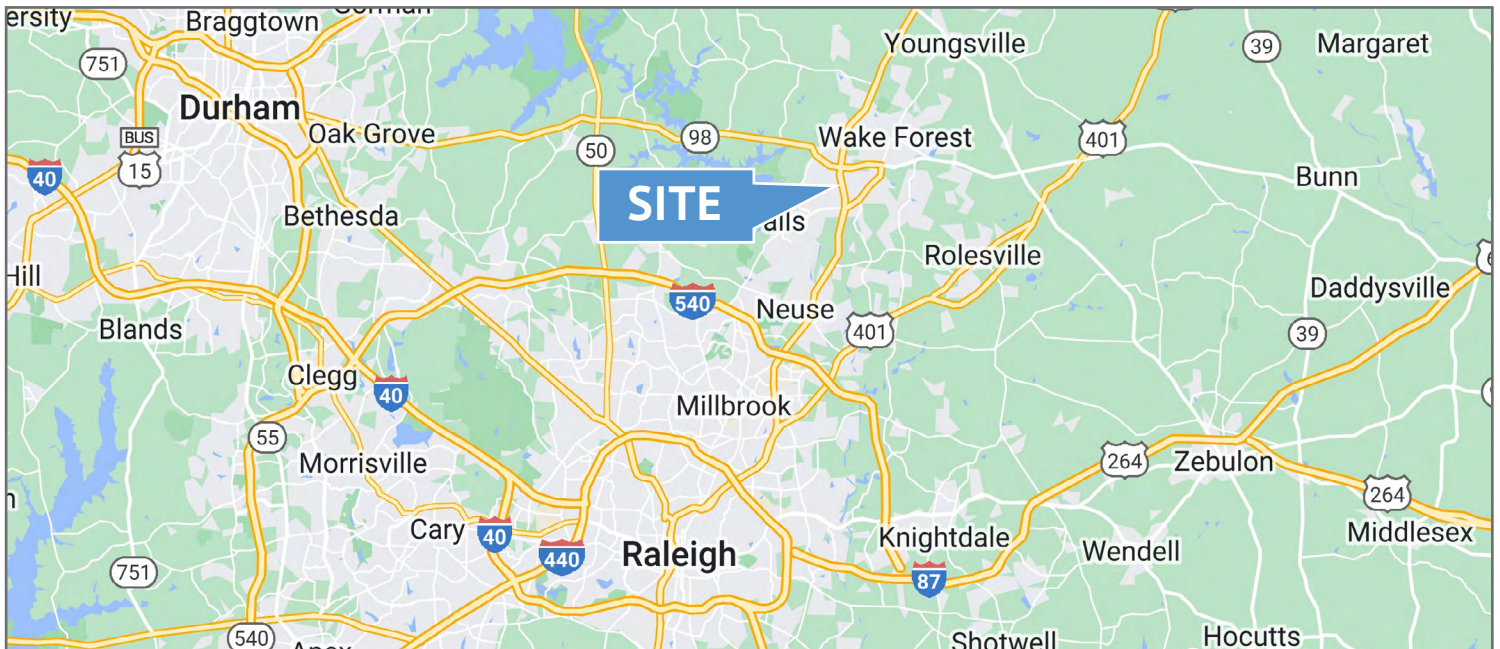 ersity
Braggtown
Youngsville
39
Margaret
751
Durham
Oak Grove
BUS
15
50
98
Wake Forest
401
40
Bunn
SITE
Bethesda
alls
Rolesville
Hill
540
Neuse
Daddysville
Blands
401
39
Clegg
40
Millbrook
55
Morrisville
264
Zebulon
264
Cary
40
440
Raleigh
Knightdale
Wendell
Middlesex
751
87
540
Shotwell
Hocutts